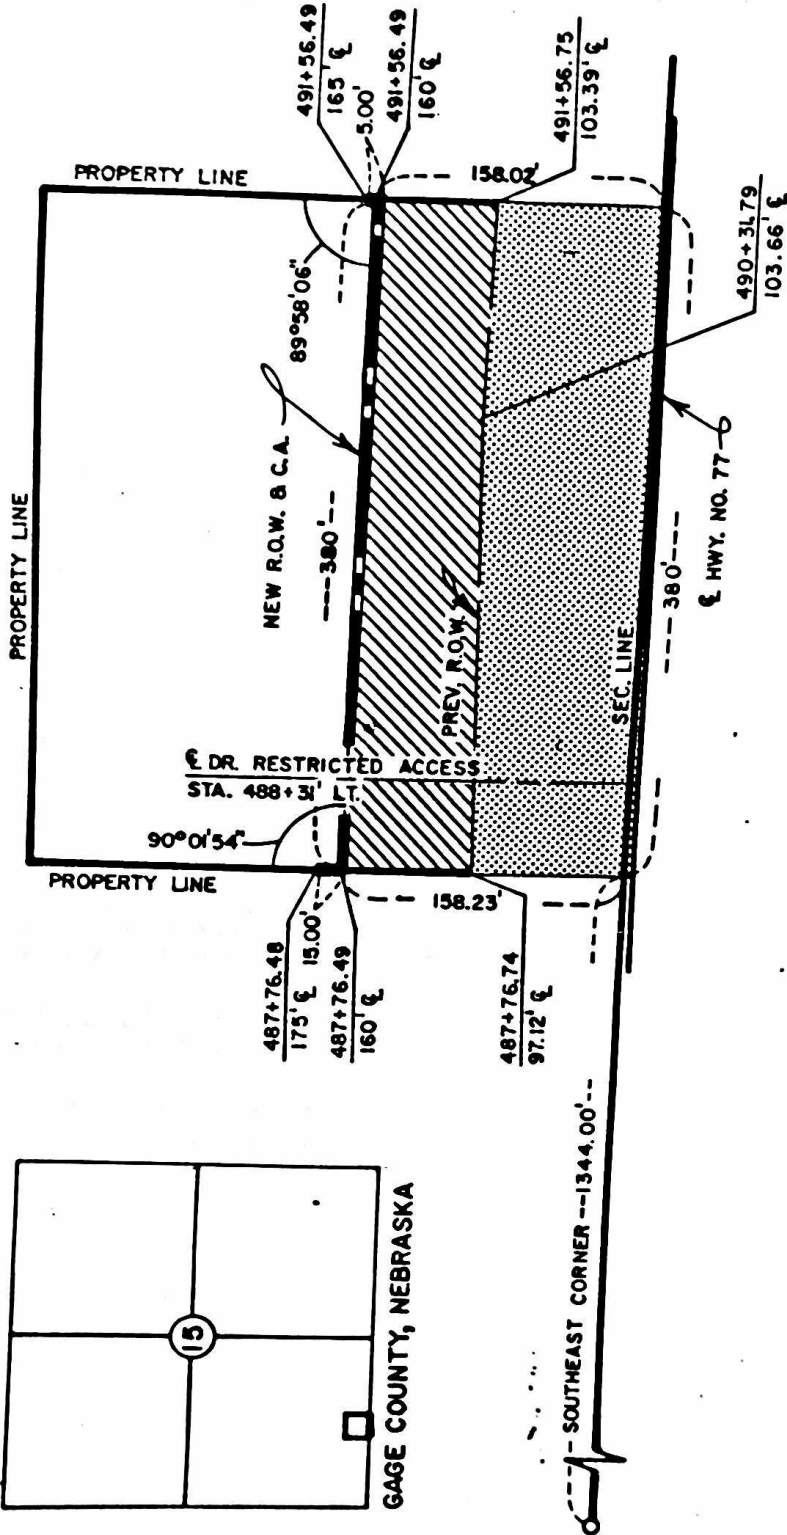 PROPERTY LINE
PROPERTY LINE
PROPERTY LINE
491+56.49
165' ℄
5.00'
491+56.49
160' ℄
158.02'
491+56.75
103.39' ℄
490+31.79
103.66' ℄
89°58'06"
NEW R.O.W. & C.A.
380'
PREV. R.O.W.
SEC. LINE
380'
℄ HWY. NO. 77
℄ DR. RESTRICTED ACCESS
STA. 488+31' LT.
90°01'54"
158.23'
487+76.48
175' ℄
15.00'
487+76.49
160' ℄
487+76.74
97.12' ℄
SOUTHEAST CORNER
1344.00'
15
GAGE COUNTY, NEBRASKA